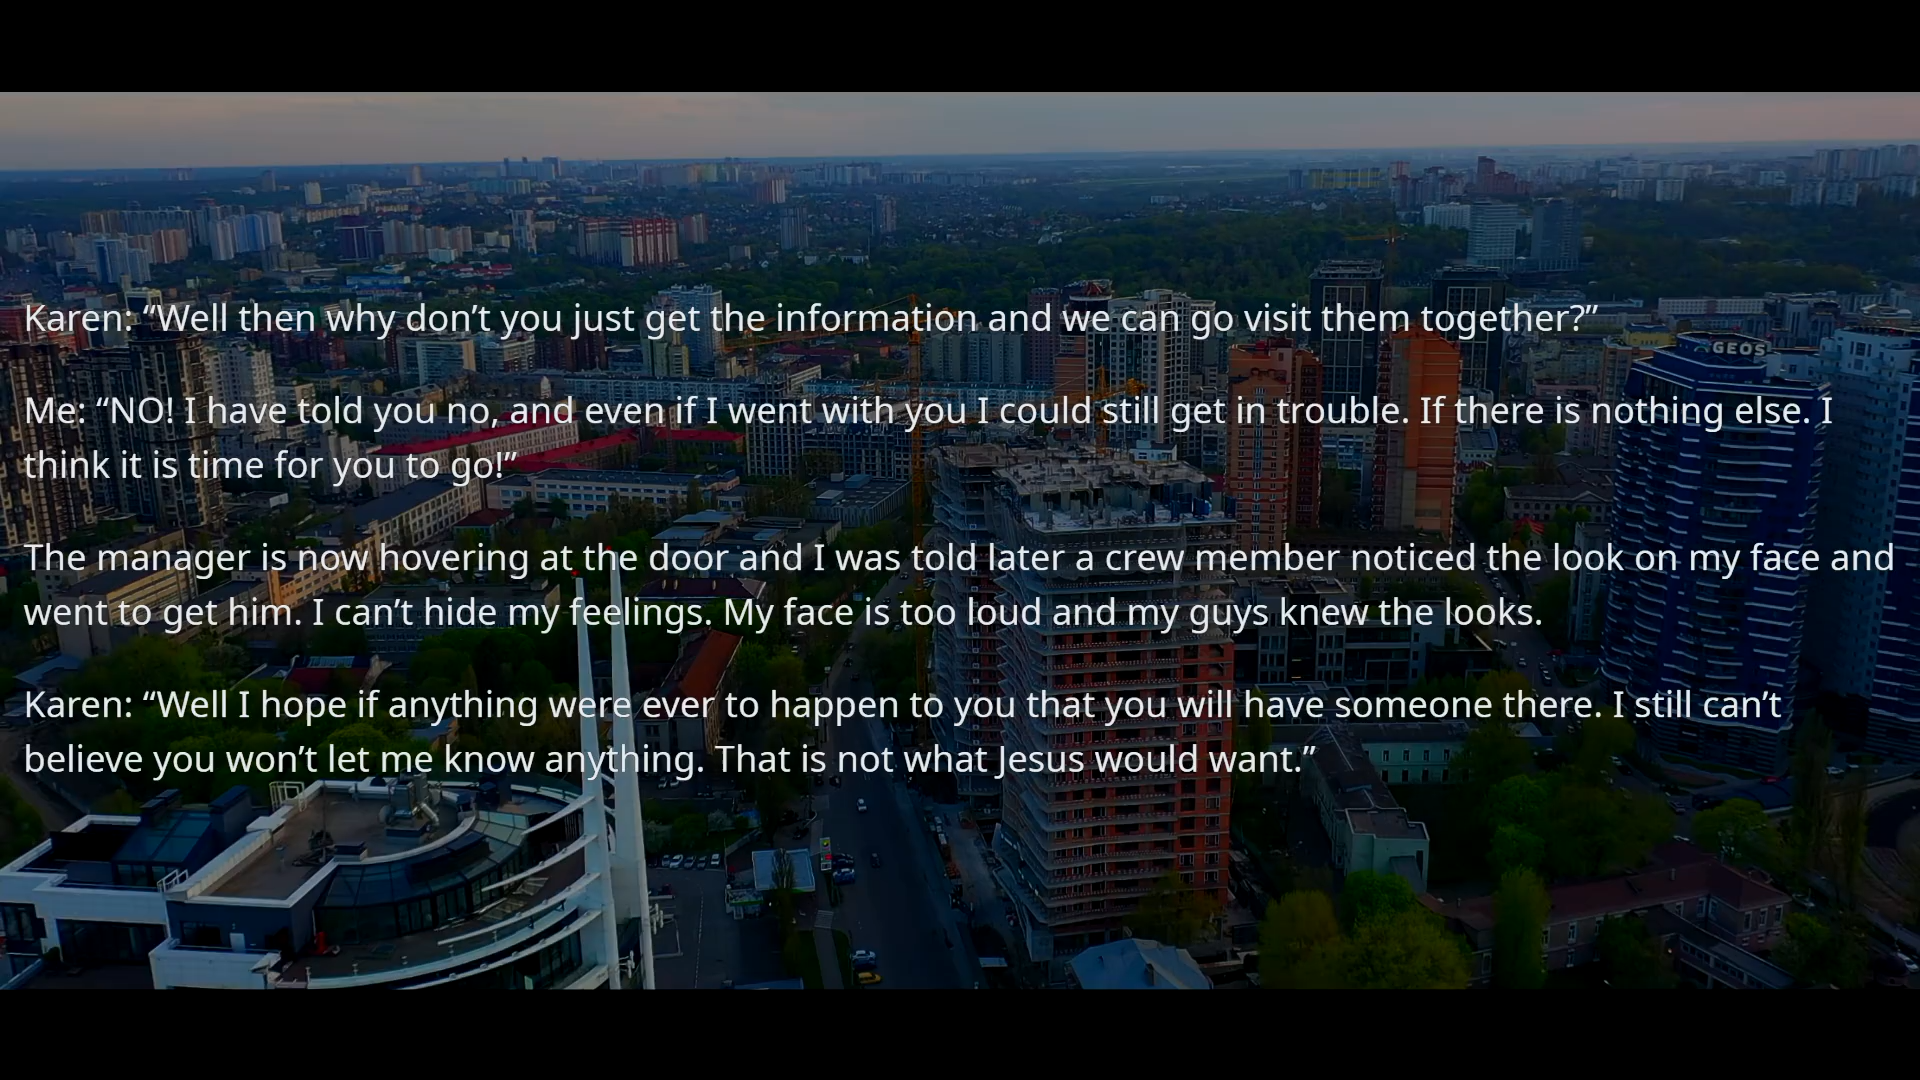 Karen: “Well then why don’t you just get the information and we can go visit them together?”
GEOS
Me: “NO! I have told you no, and even if I went with you I could still get in trouble. If there is nothing else. I
think it is time for you to go!”
The manager is now hovering at the door and I was told later a crew member noticed the look on my face and
went to get him. I can’t hide my feelings. My face is too loud and my guys knew the looks.
Karen: “Well I hope if anything were ever to happen to you that you will have someone there. I still can’t
believe you won’t let me know anything. That is not what Jesus would want.”